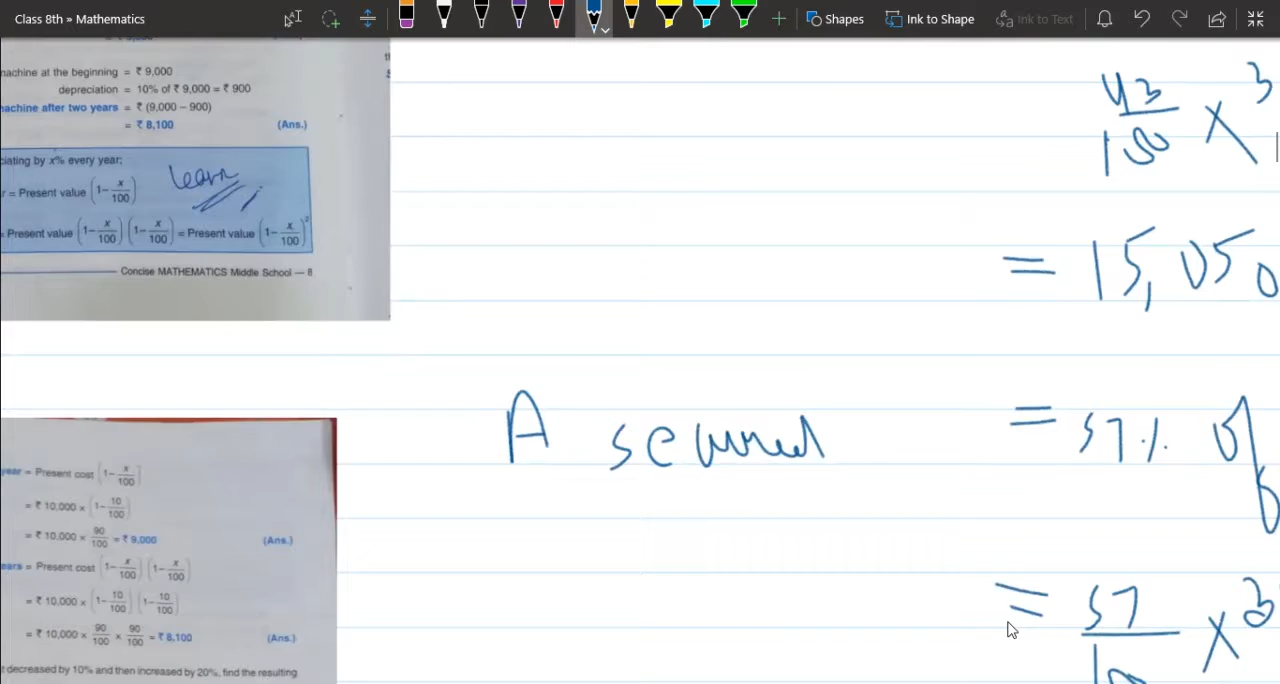 Class 8th » Mathematics
Shapes
Ink to Shape
Ink to Text
machine at the beginning = ₹ 9,000
depreciation = 10% of ₹ 9,000 = ₹ 900
machine after two years = ₹ (9,000 – 900)
= ₹ 8,100 (Ans.)
ciating by x% every year:
r = Present value (1 - x/100)
learn
= Present value (1 - x/100) (1 - x/100) = Present value (1 - x/100)²
Concise MATHEMATICS Middle School — 8
year = Present cost (1 - x/100)
= ₹ 10,000 × (1 - 10/100)
= ₹ 10,000 × 90/100 = ₹ 9,000 (Ans.)
ears = Present cost (1 - x/100) (1 - x/100)
= ₹ 10,000 × (1 - 10/100) (1 - 10/100)
= ₹ 10,000 × 90/100 × 90/100 = ₹ 8,100 (Ans.)
t decreased by 10% and then increased by 20%, find the resulting
43/100 × 3
= 15,050
A secured = 57% of
= 57/100 × 3